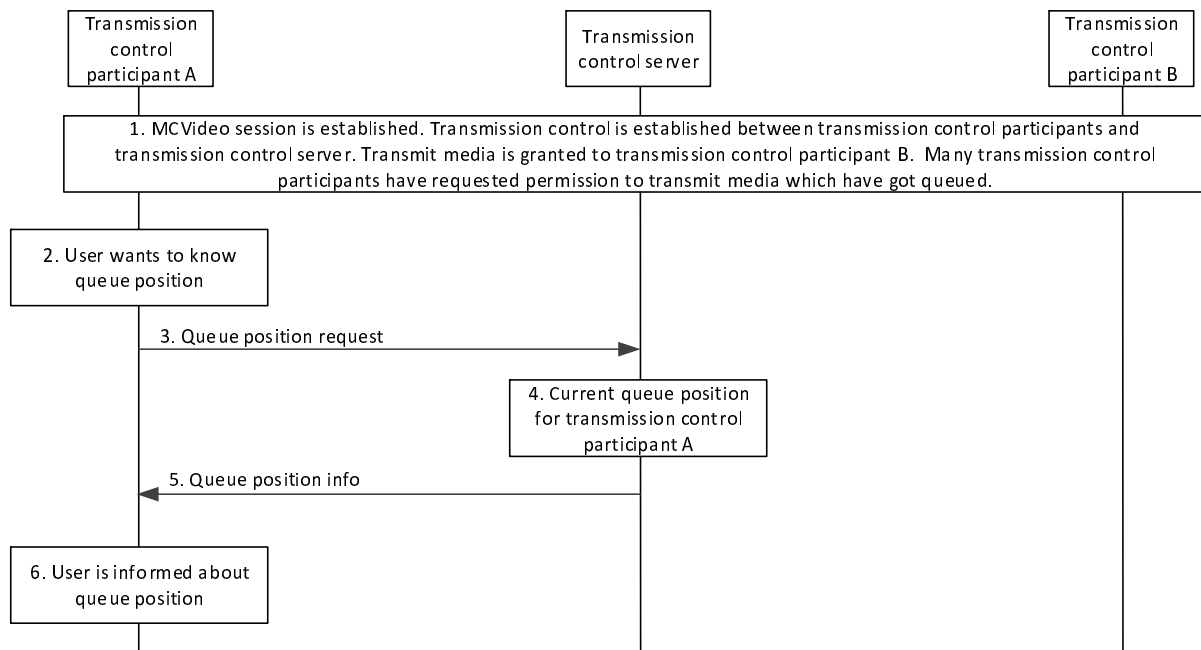 Transmission
control
participant A
Transmission
control server
Transmission
control
participant B
1. MCVideo session is established. Transmission control is established between transmission control participants and
transmission control server. Transmit media is granted to transmission control participant B.  Many transmission control
participants have requested permission to transmit media which have got queued.
2. User wants to know
queue position
3. Queue position request
4. Current queue position
for transmission control
participant A
5. Queue position info
6. User is informed about
queue position